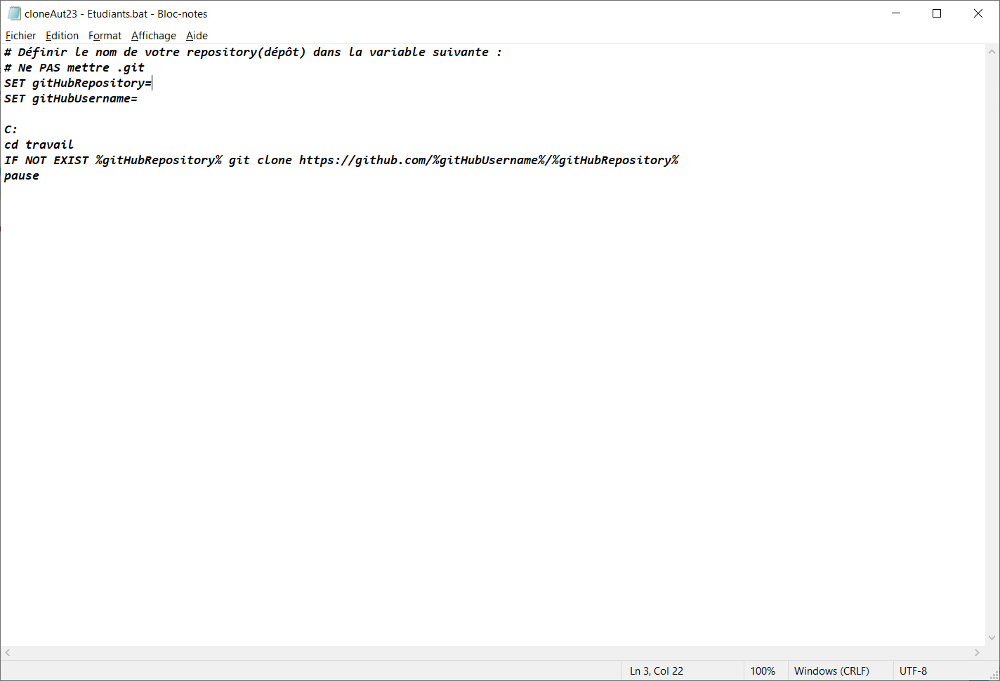 cloneAut23 - Etudiants.bat - Bloc-notes
Fichier Edition Format Affichage Aide
# Définir le nom de votre repository(dépôt) dans la variable suivante :
# Ne PAS mettre .git
SET gitHubRepository=
SET gitHubUsername=
C:
cd travail
IF NOT EXIST %gitHubRepository% git clone https://github.com/%gitHubUsername%/%gitHubRepository%
pause
Ln 3, Col 22 100% Windows (CRLF) UTF-8